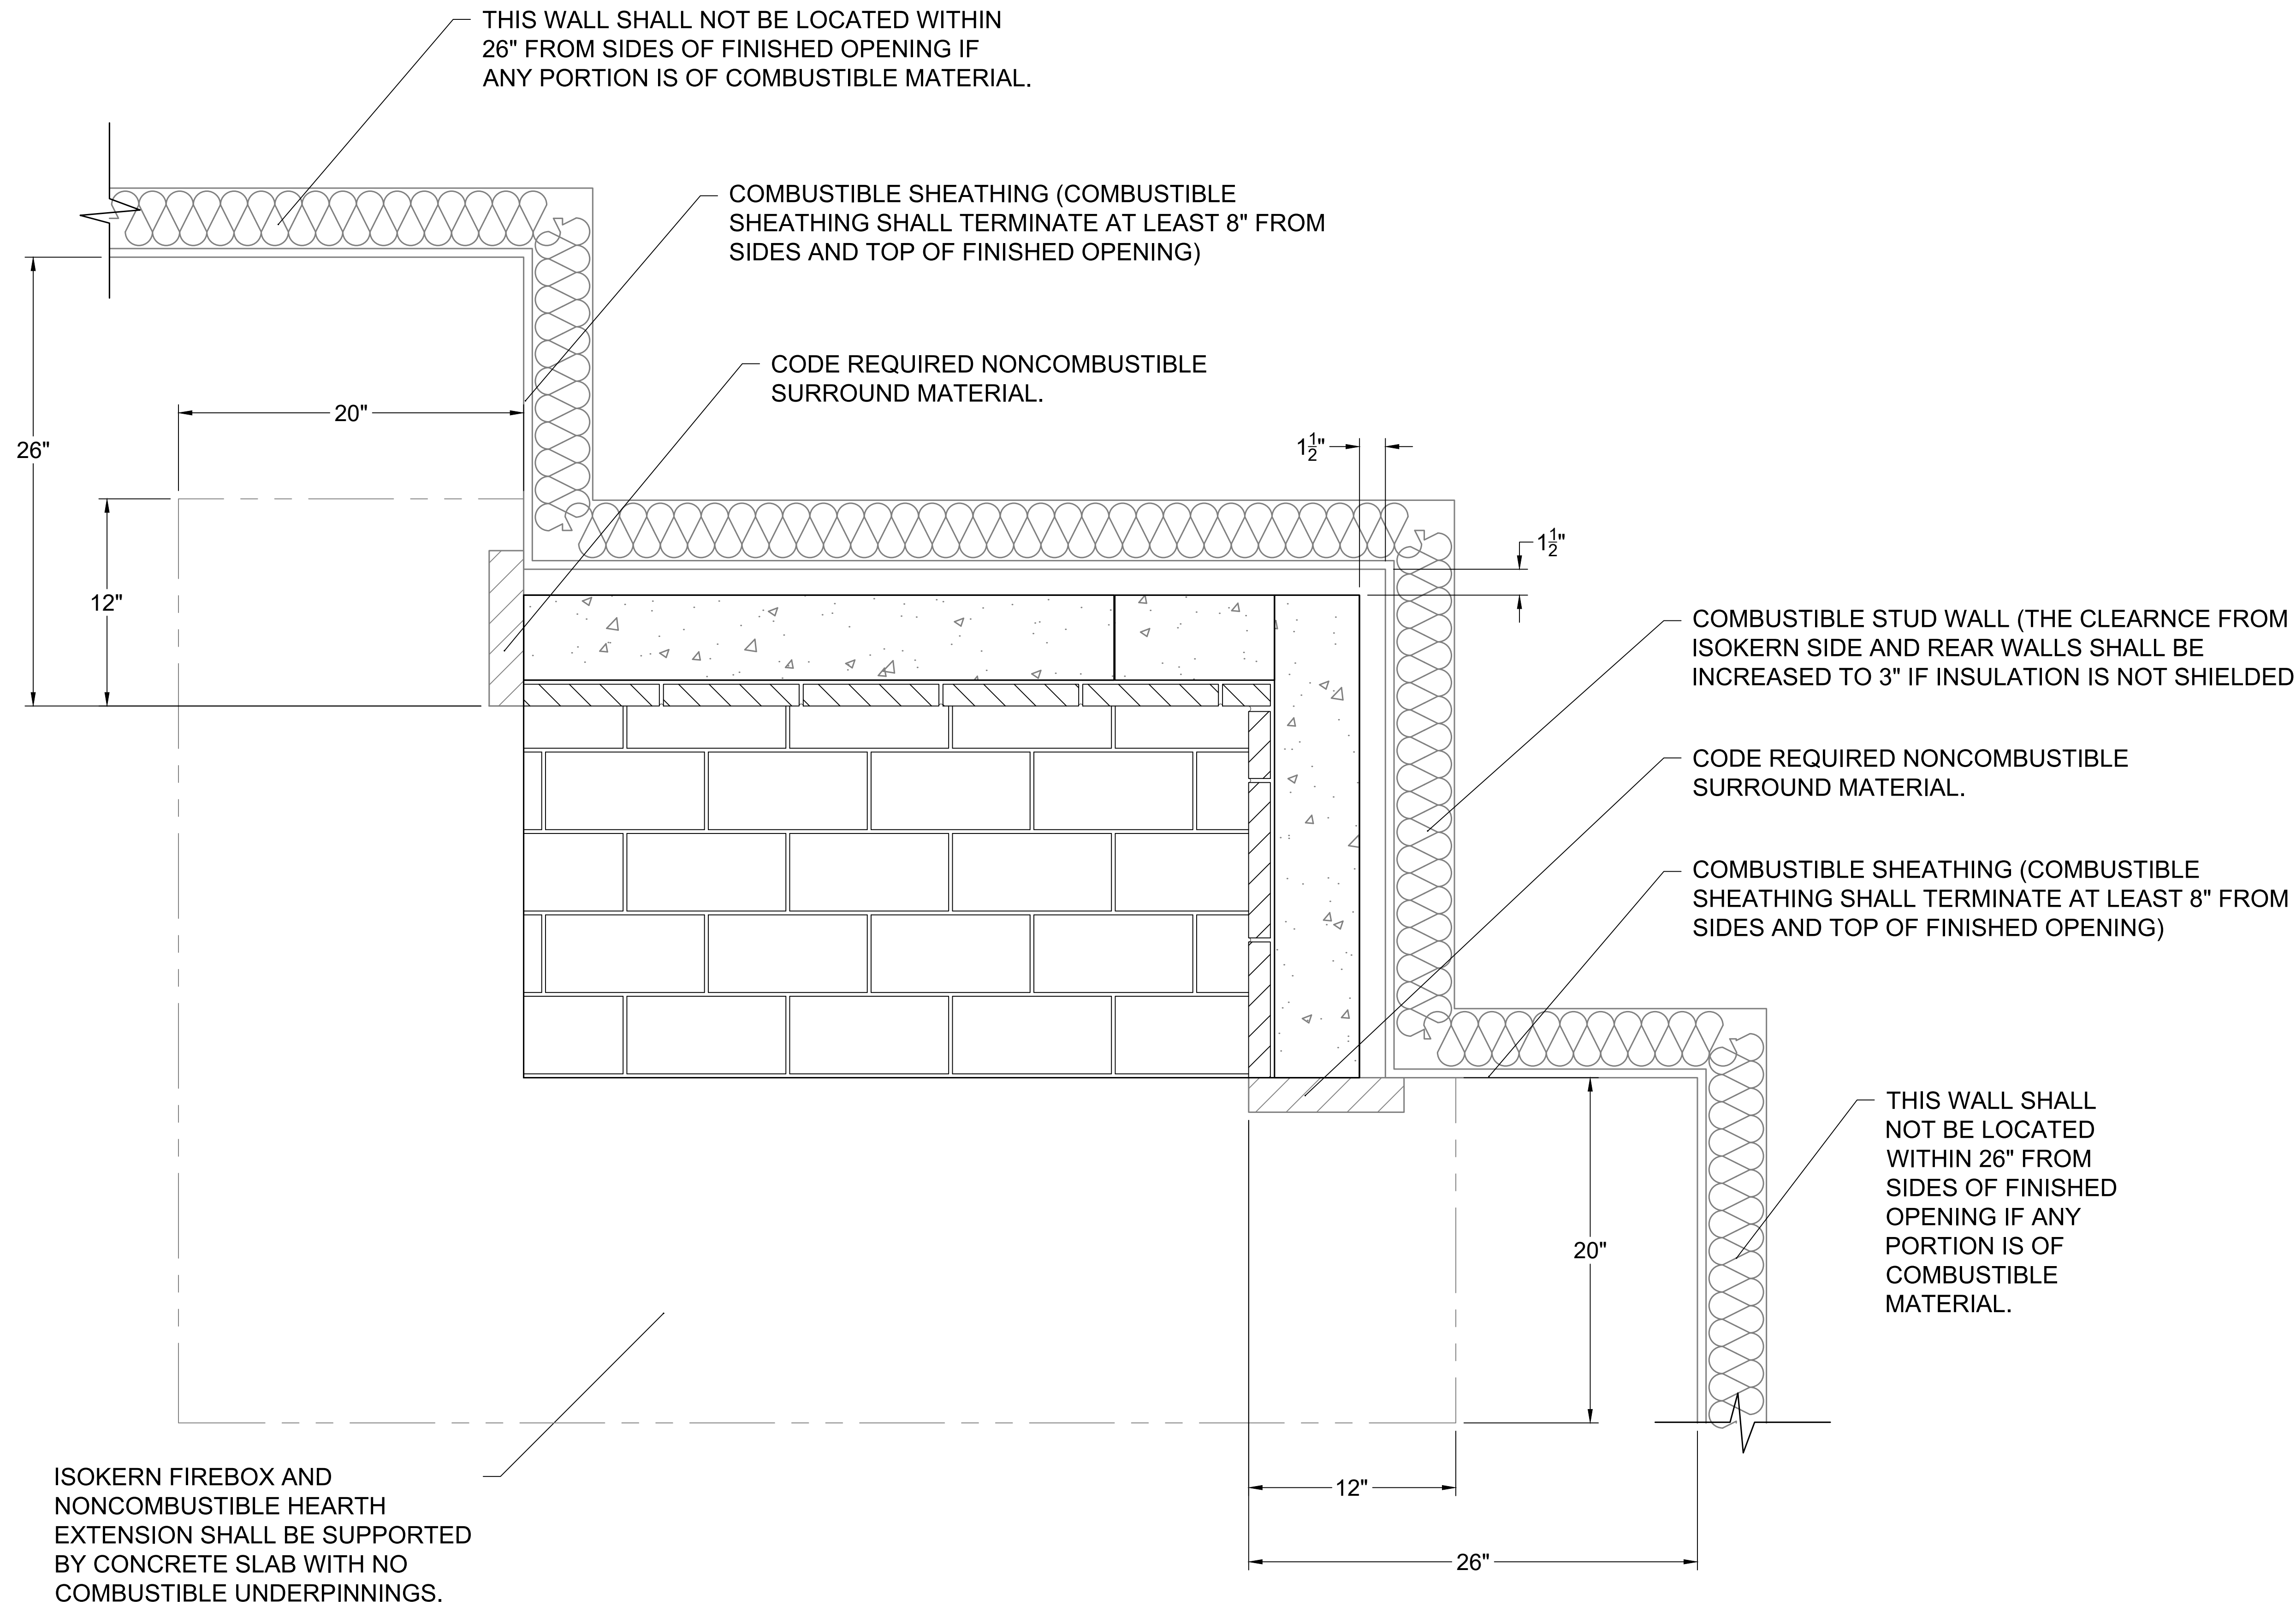 THIS WALL SHALL NOT BE LOCATED WITHIN
26" FROM SIDES OF FINISHED OPENING IF
ANY PORTION IS OF COMBUSTIBLE MATERIAL.
COMBUSTIBLE SHEATHING (COMBUSTIBLE
SHEATHING SHALL TERMINATE AT LEAST 8" FROM
SIDES AND TOP OF FINISHED OPENING)
CODE REQUIRED NONCOMBUSTIBLE
SURROUND MATERIAL.
20"
26"
12"
1 1/2"
1 1/2"
COMBUSTIBLE STUD WALL (THE CLEARNCE FROM
ISOKERN SIDE AND REAR WALLS SHALL BE
INCREASED TO 3" IF INSULATION IS NOT SHIELDED
CODE REQUIRED NONCOMBUSTIBLE
SURROUND MATERIAL.
COMBUSTIBLE SHEATHING (COMBUSTIBLE
SHEATHING SHALL TERMINATE AT LEAST 8" FROM
SIDES AND TOP OF FINISHED OPENING)
THIS WALL SHALL
NOT BE LOCATED
WITHIN 26" FROM
SIDES OF FINISHED
OPENING IF ANY
PORTION IS OF
COMBUSTIBLE
MATERIAL.
20"
12"
26"
ISOKERN FIREBOX AND
NONCOMBUSTIBLE HEARTH
EXTENSION SHALL BE SUPPORTED
BY CONCRETE SLAB WITH NO
COMBUSTIBLE UNDERPINNINGS.